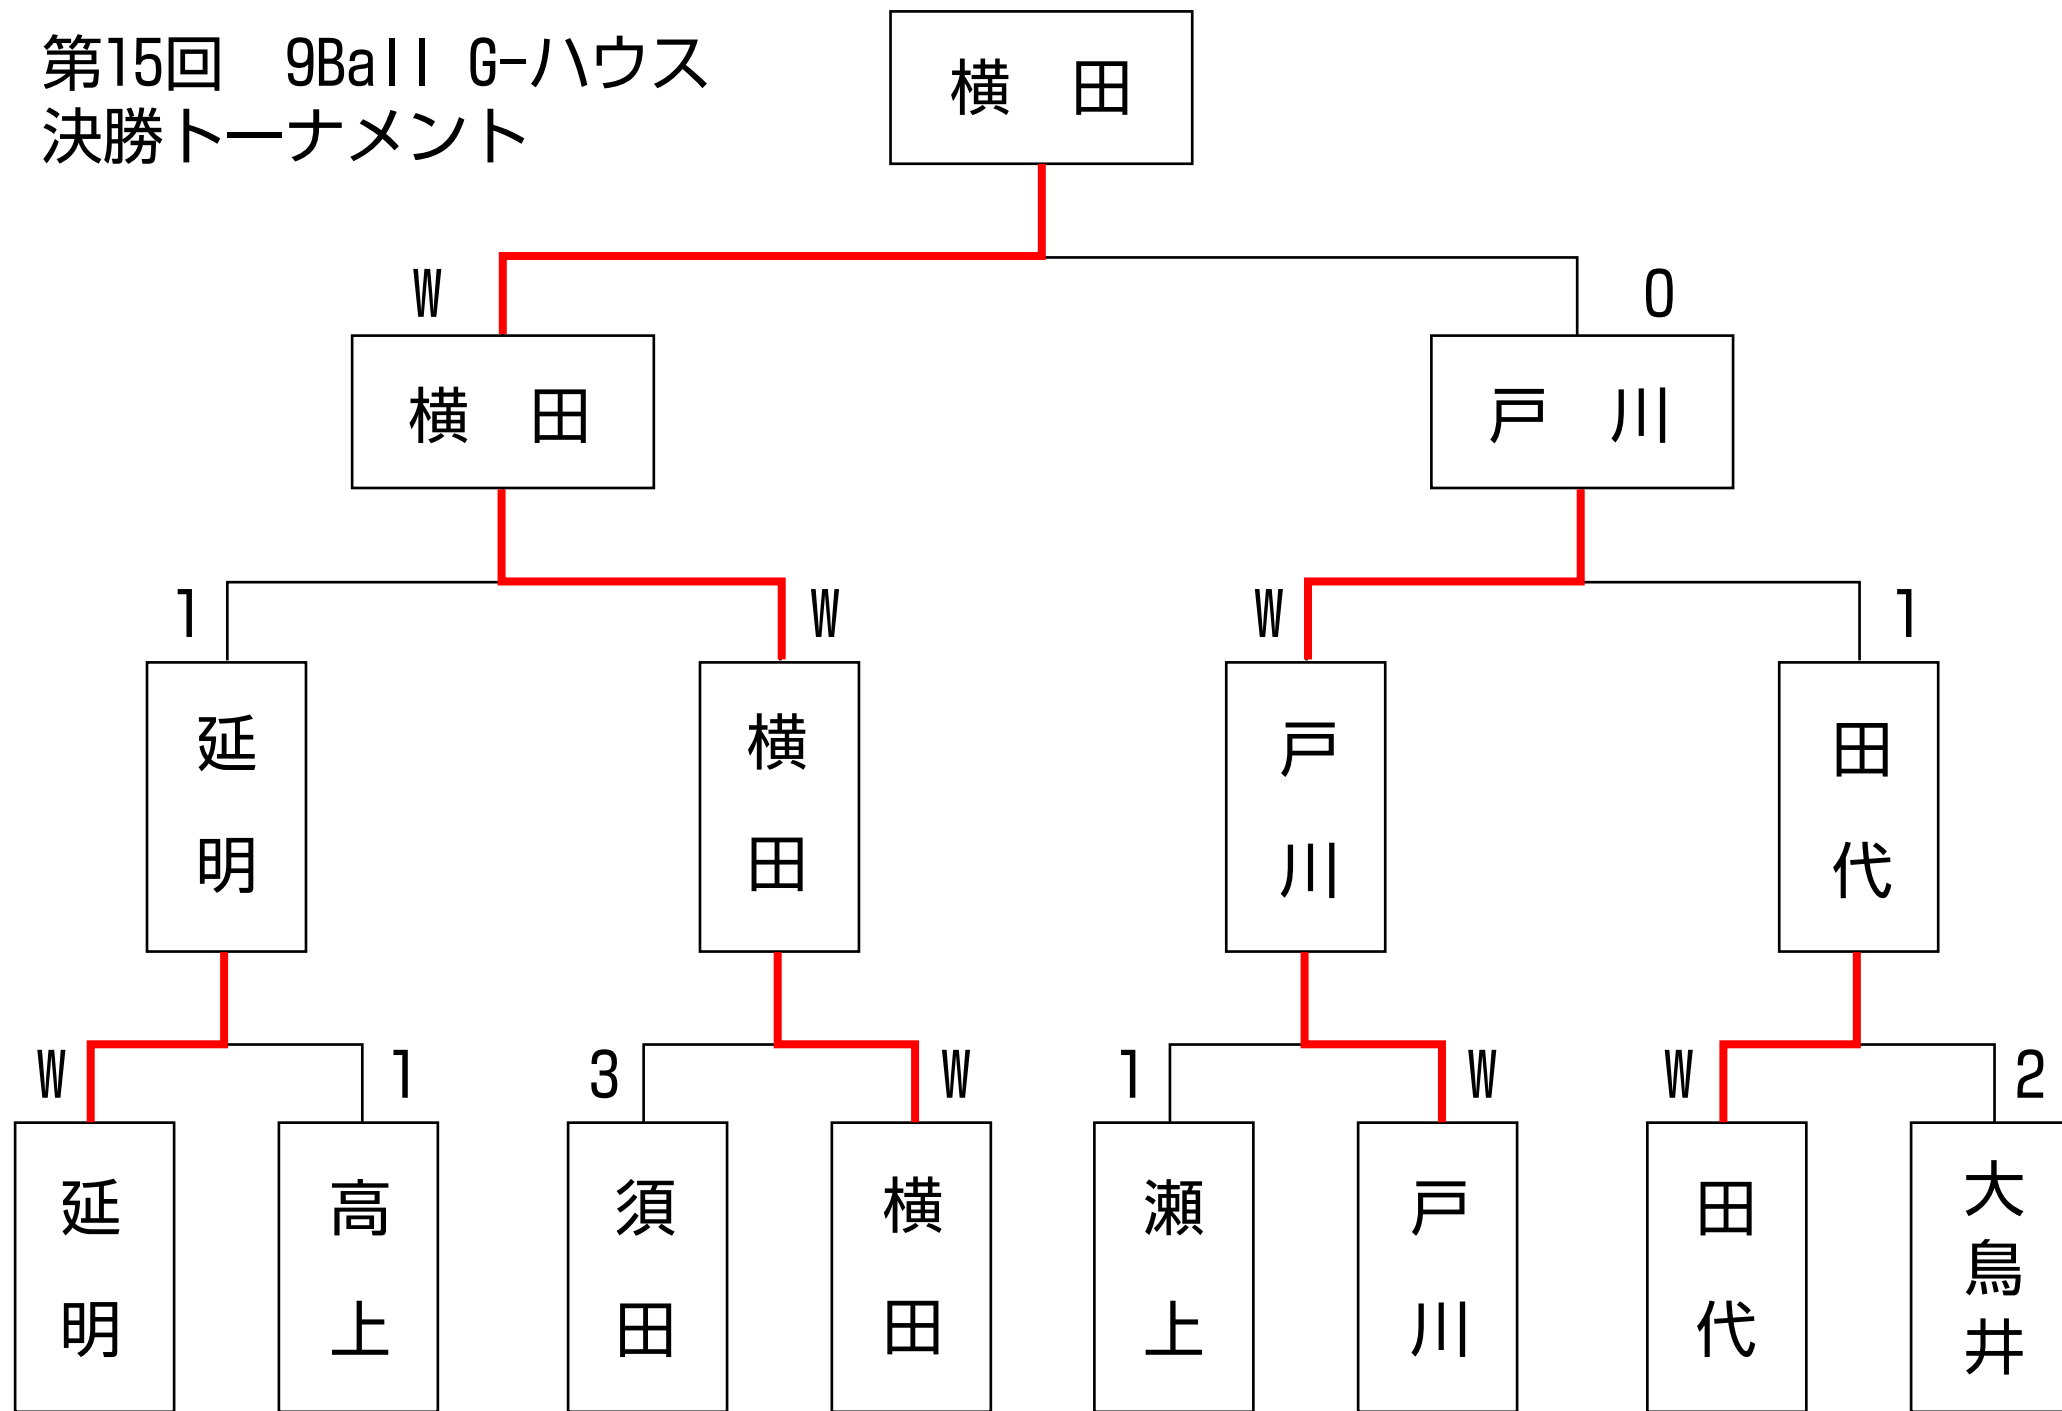 第15回　9Ball G-ハウス
決勝トーナメント
横　田
W
0
横　田
戸　川
1
W
W
1
延明
横田
戸川
田代
W
1
3
W
1
W
W
2
延明
高上
須田
横田
瀬上
戸川
田代
大鳥井